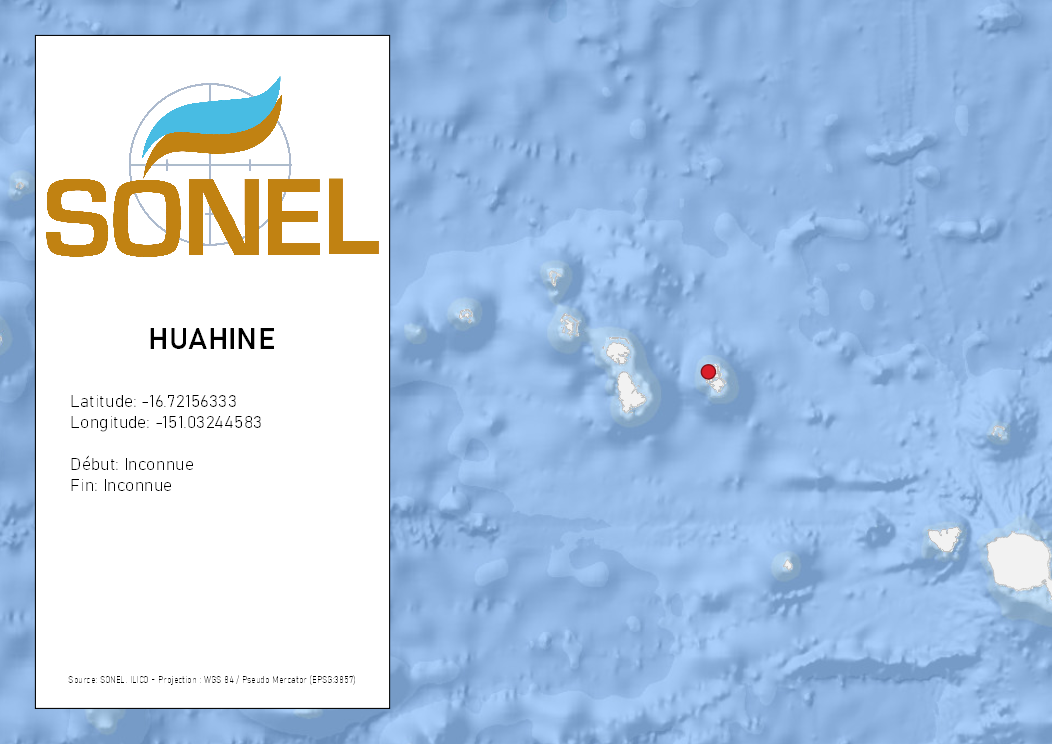 SONEL
HUAHINE
Latitude: -16.72156333
Longitude: -151.03244583
Début: Inconnue
Fin: Inconnue
Source: SONEL, ILICO - Projection : WGS 84 / Pseudo Mercator (EPSG:3857)